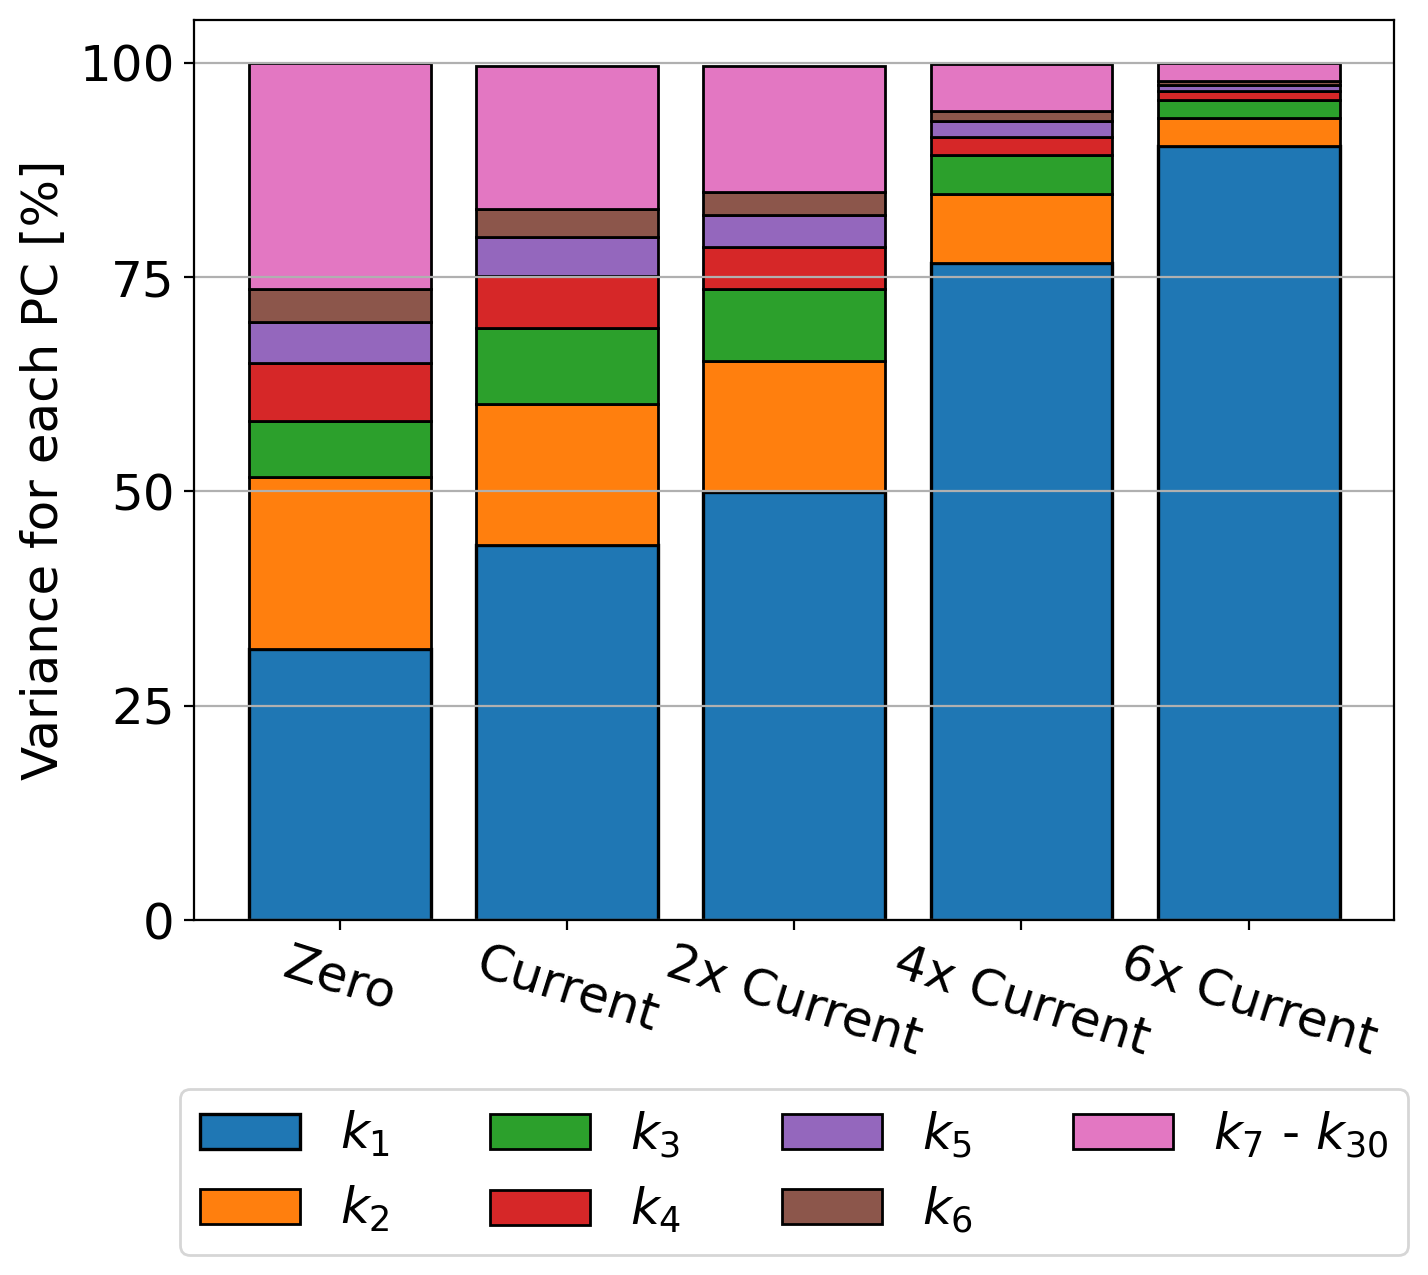 Variance for each PC [%]
100
75
50
25
0
Zero
Current
2x Current
4x Current
6x Current
k₁
k₃
k₅
k₇ - k₃₀
k₂
k₄
k₆